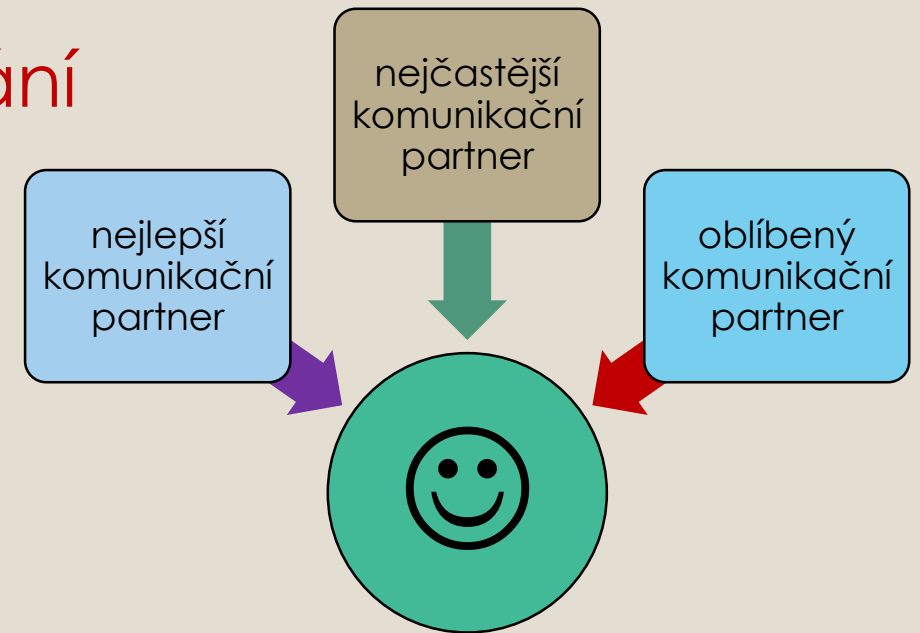 ání
nejčastější
komunikační
partner
nejlepší
komunikační
partner
oblíbený
komunikační
partner